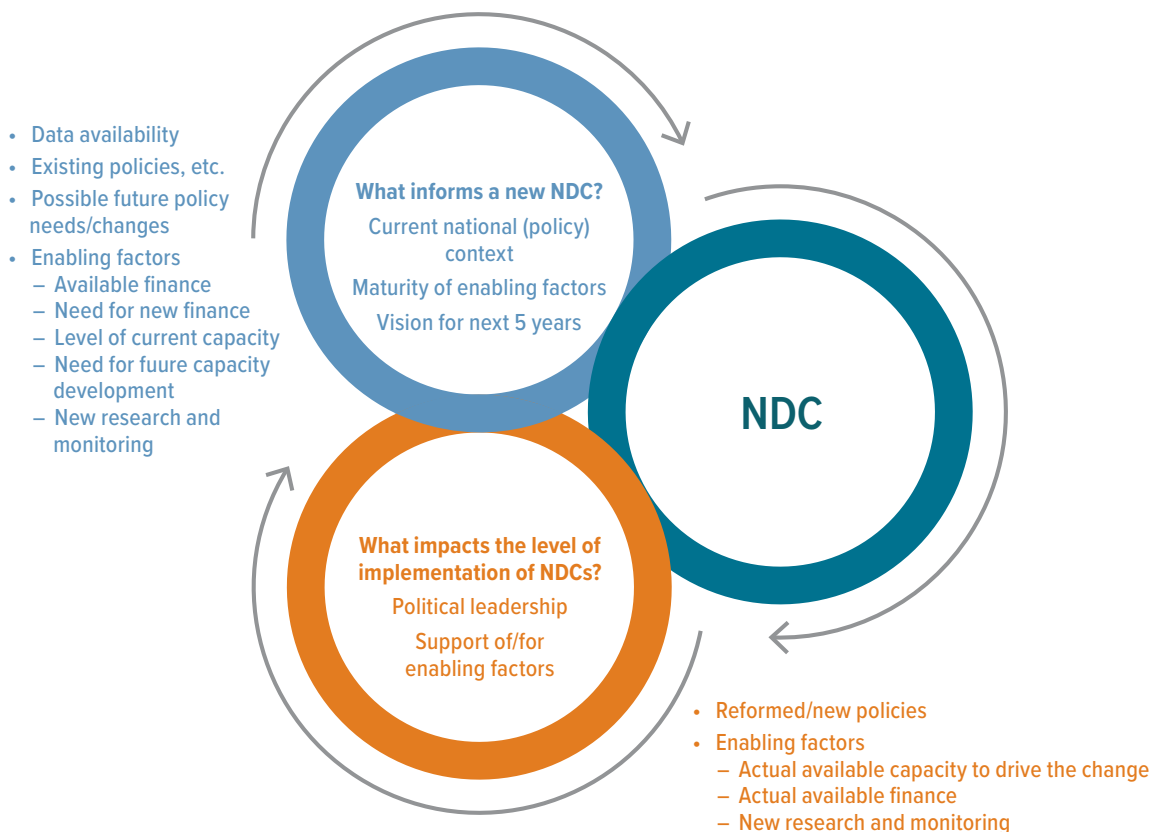 • Data availability
• Existing policies, etc.
• Possible future policy
needs/changes
• Enabling factors
– Available finance
– Need for new finance
– Level of current capacity
– Need for fuure capacity
development
– New research and
monitoring
What informs a new NDC?
Current national (policy)
context
Maturity of enabling factors
Vision for next 5 years
NDC
What impacts the level of
implementation of NDCs?
Political leadership
Support of/for
enabling factors
• Reformed/new policies
• Enabling factors
– Actual available capacity to drive the change
– Actual available finance
– New research and monitoring